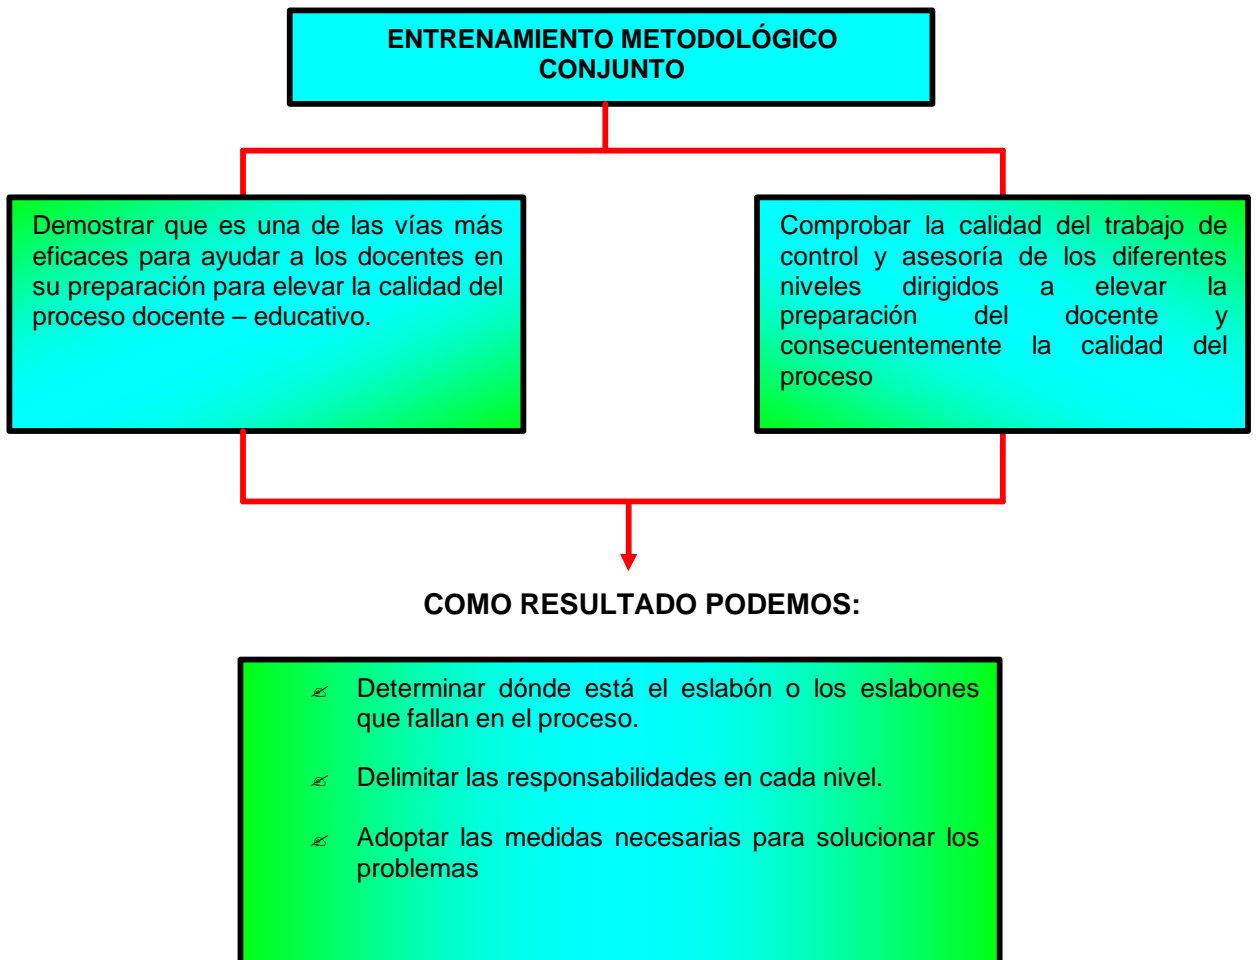 ENTRENAMIENTO METODOLÓGICO
CONJUNTO
Demostrar que es una de las vías más
eficaces para ayudar a los docentes en
su preparación para elevar la calidad del
proceso docente – educativo.
Comprobar la calidad del trabajo de
control y asesoría de los diferentes
niveles dirigidos a elevar la
preparación del docente y
consecuentemente la calidad del
proceso
COMO RESULTADO PODEMOS:
Determinar dónde está el eslabón o los eslabones
que fallan en el proceso.
Delimitar las responsabilidades en cada nivel.
Adoptar las medidas necesarias para solucionar los
problemas